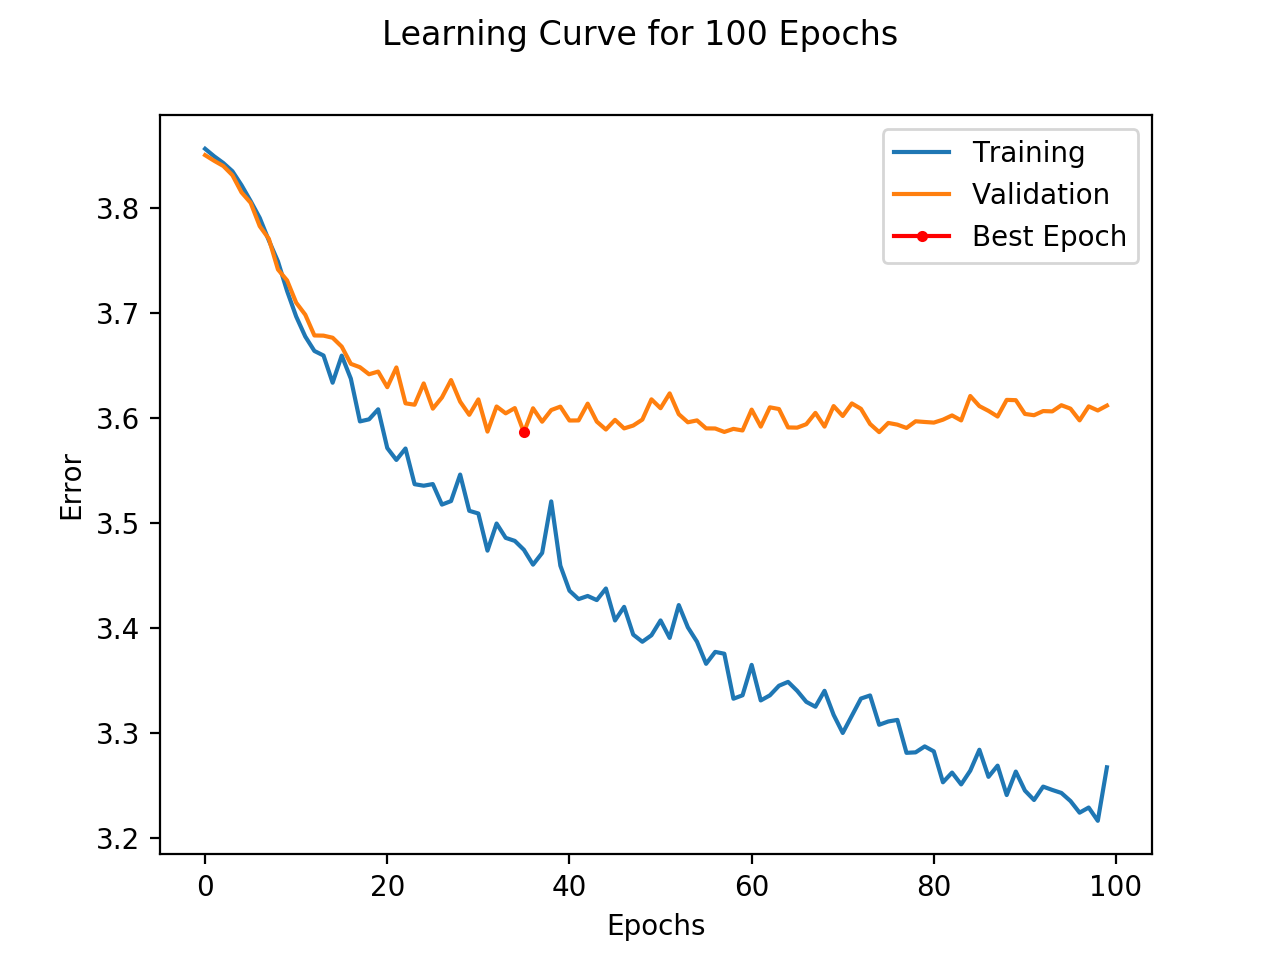 Learning Curve for 100 Epochs
Training
Validation
Best Epoch
3.8
3.7
3.6
3.5
3.4
3.3
3.2
Error
0 20 40 60 80 100
Epochs